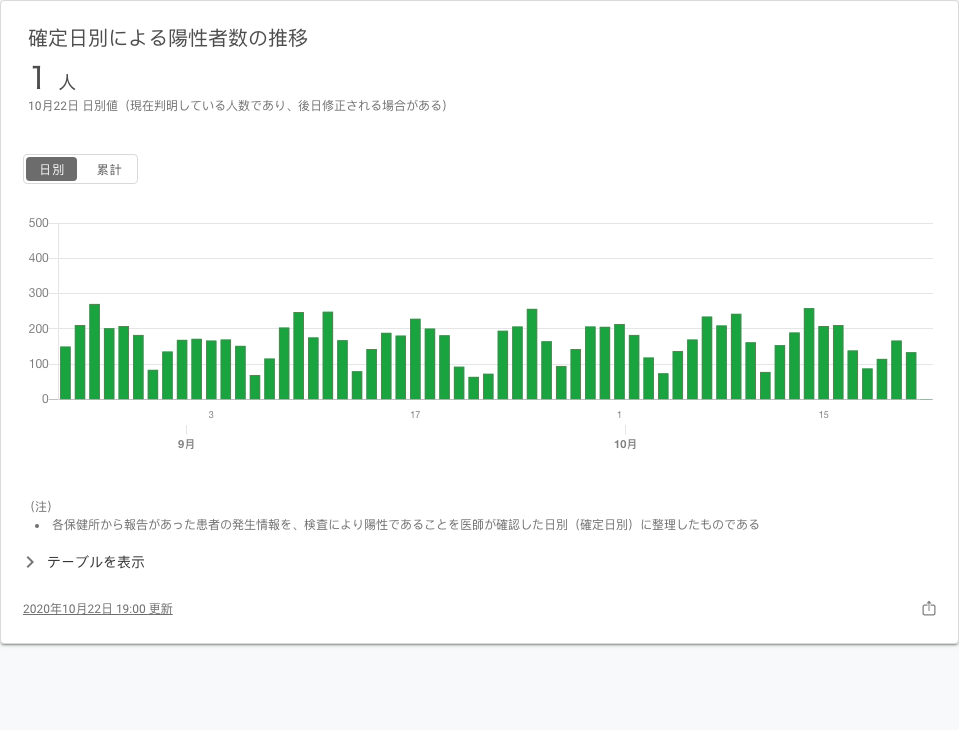 確定日別による陽性者数の推移
1 人
10月22日 日別値（現在判明している人数であり、後日修正される場合がある）
日別 累計
500
400
300
200
100
0
3 17 1 15
9月 10月
（注）
• 各保健所から報告があった患者の発生情報を、検査により陽性であることを医師が確認した日別（確定日別）に整理したものである
テーブルを表示
2020年10月22日 19:00 更新